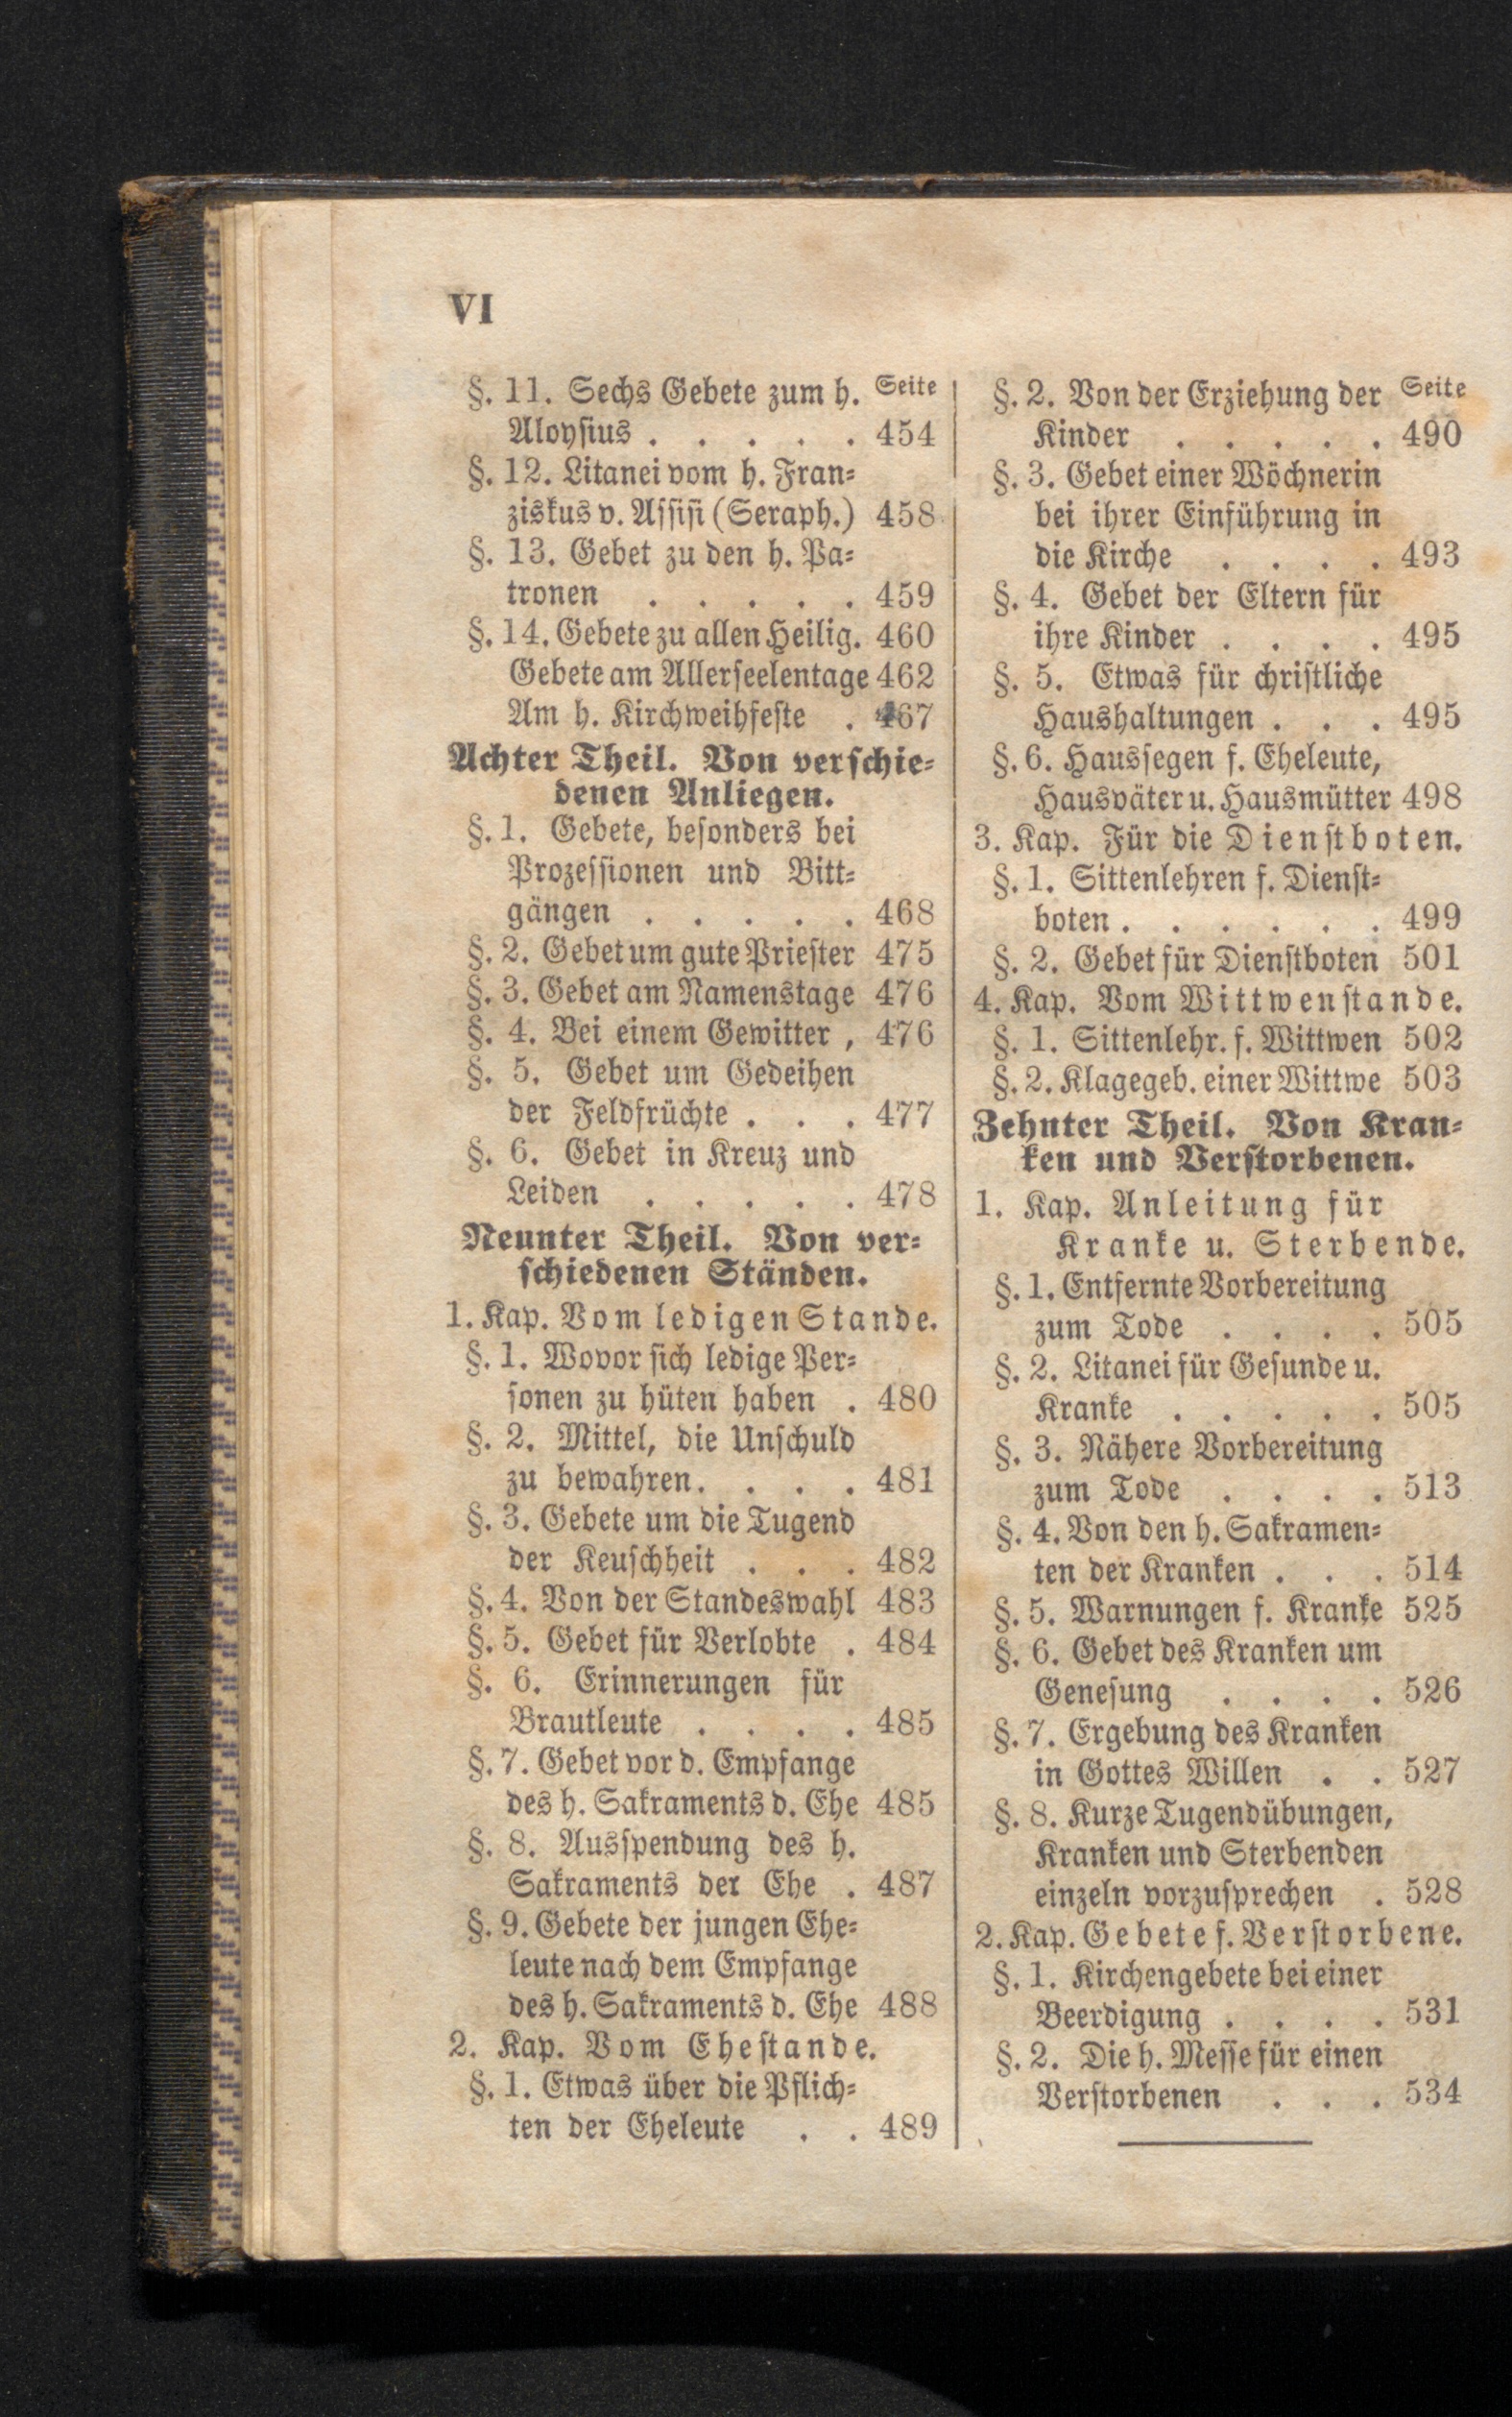 VI
§. 11. Sechs Gebete zum h. Seite
Aloysius . . . . . 454
§. 12. Litanei vom h. Fran-
ziskus v. Assisi (Seraph.) 458
§. 13. Gebet zu den h. Pa-
tronen . . . . . 459
§. 14. Gebete zu allen Heilig. 460
Gebete am Allerseelentage 462
Am h. Kirchweihfeste . 467
Achter Theil. Von verschie-
denen Anliegen.
§. 1. Gebete, besonders bei
Prozessionen und Bitt-
gängen . . . . . 468
§. 2. Gebet um gute Priester 475
§. 3. Gebet am Namenstage 476
§. 4. Bei einem Gewitter , 476
§. 5. Gebet um Gedeihen
der Feldfrüchte . . . 477
§. 6. Gebet in Kreuz und
Leiden . . . . . 478
Neunter Theil. Von ver-
schiedenen Ständen.
1. Kap. Vom ledigen Stande.
§. 1. Wovor sich ledige Per-
sonen zu hüten haben . 480
§. 2. Mittel, die Unschuld
zu bewahren. . . . 481
§. 3. Gebete um die Tugend
der Keuschheit . . . 482
§. 4. Von der Standeswahl 483
§. 5. Gebet für Verlobte . 484
§. 6. Erinnerungen für
Brautleute . . . . 485
§. 7. Gebet vor d. Empfange
des h. Sakraments d. Ehe 485
§. 8. Ausspendung des h.
Sakraments der Ehe . 487
§. 9. Gebete der jungen Ehe-
leute nach dem Empfange
des h. Sakraments d. Ehe 488
2. Kap. Vom Ehestande.
§. 1. Etwas über die Pflich-
ten der Eheleute . . 489
§. 2. Von der Erziehung der Seite
Kinder . . . . . 490
§. 3. Gebet einer Wöchnerin
bei ihrer Einführung in
die Kirche . . . . 493
§. 4. Gebet der Eltern für
ihre Kinder . . . . 495
§. 5. Etwas für christliche
Haushaltungen . . . 495
§. 6. Haussegen f. Eheleute,
Hausväter u. Hausmütter 498
3. Kap. Für die Dienstboten.
§. 1. Sittenlehren f. Dienst-
boten . . . . . . 499
§. 2. Gebet für Dienstboten 501
4. Kap. Vom Wittwenstande.
§. 1. Sittenlehr. f. Wittwen 502
§. 2. Klagegeb. einer Wittwe 503
Zehnter Theil. Von Kran-
ken und Verstorbenen.
1. Kap. Anleitung für
Kranke u. Sterbende.
§. 1. Entfernte Vorbereitung
zum Tode . . . . 505
§. 2. Litanei für Gesunde u.
Kranke . . . . . 505
§. 3. Nähere Vorbereitung
zum Tode . . . . 513
§. 4. Von den h. Sakramen-
ten der Kranken . . . 514
§. 5. Warnungen f. Kranke 525
§. 6. Gebet des Kranken um
Genesung . . . . 526
§. 7. Ergebung des Kranken
in Gottes Willen . . 527
§. 8. Kurze Tugendübungen,
Kranken und Sterbenden
einzeln vorzusprechen . 528
2. Kap. Gebete f. Verstorbene.
§. 1. Kirchengebete bei einer
Beerdigung . . . . 531
§. 2. Die h. Messe für einen
Verstorbenen . . . 534